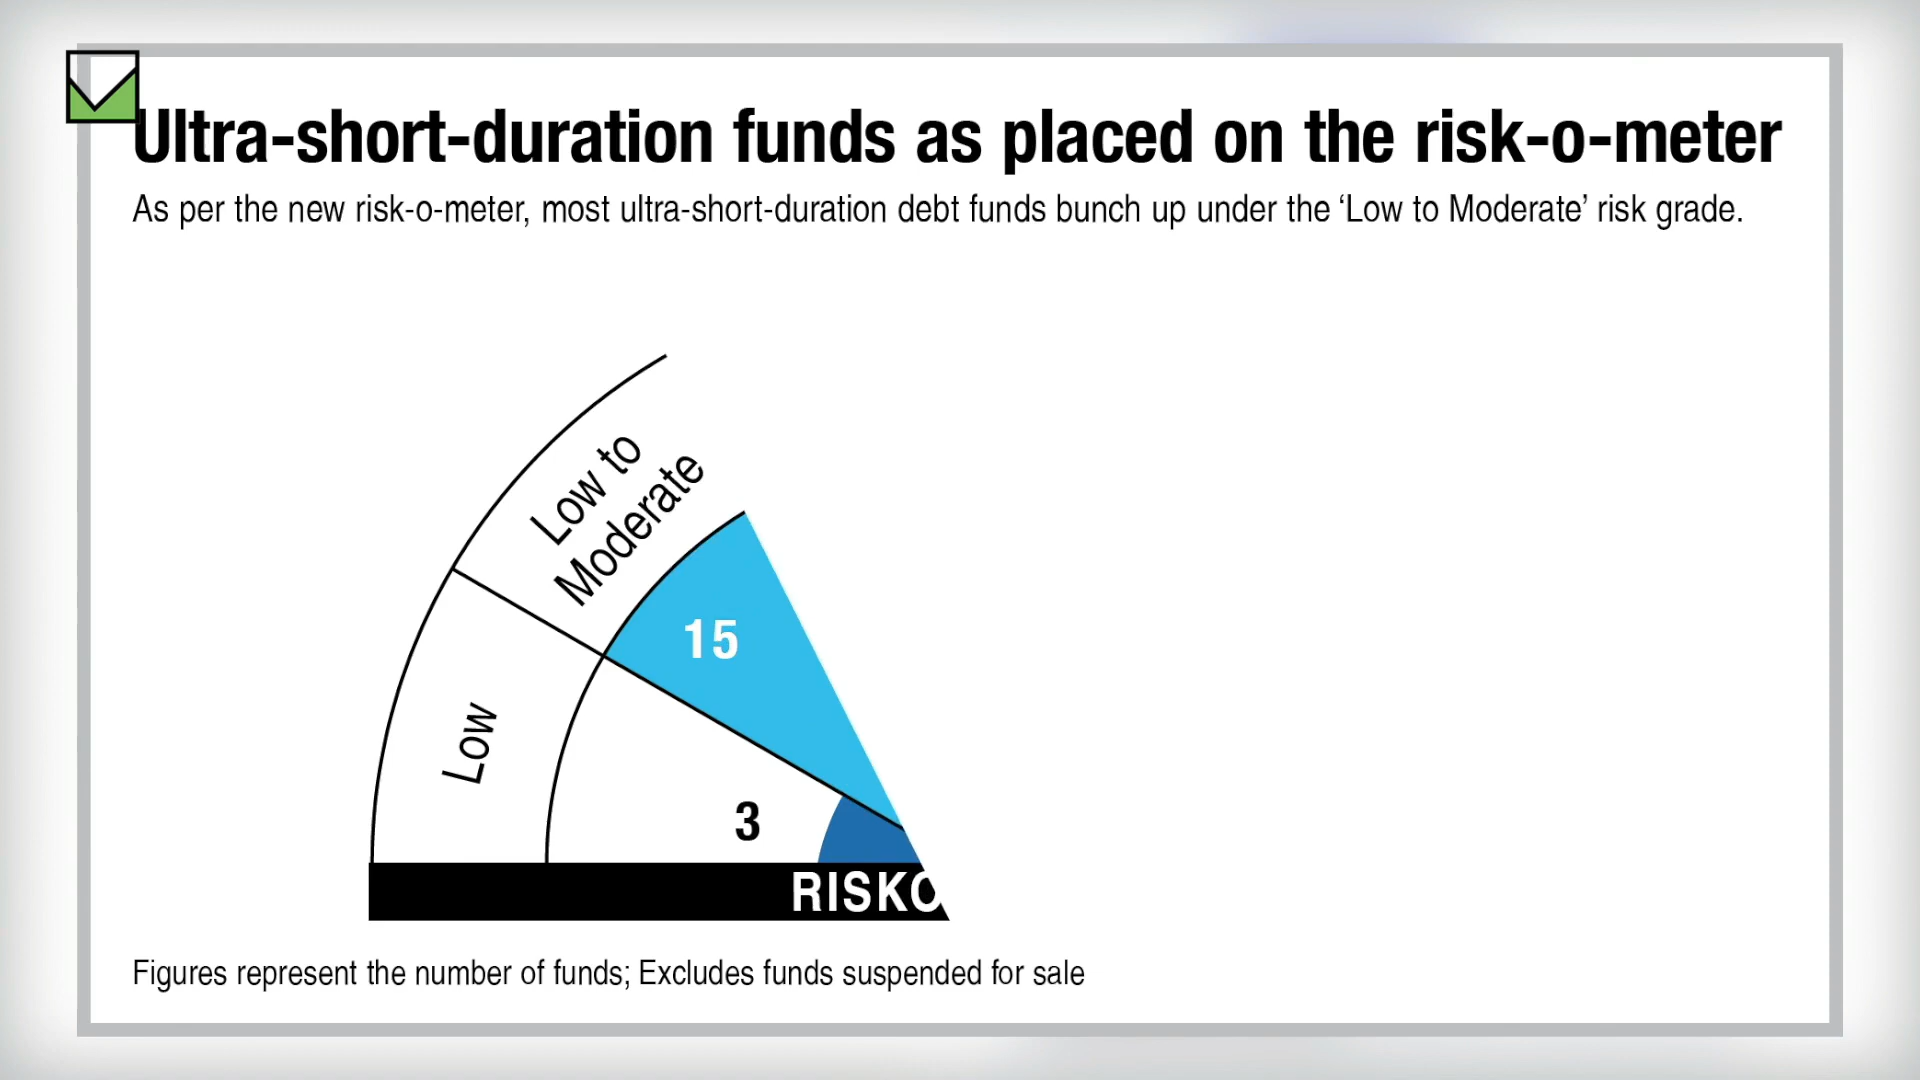 Ultra-short-duration funds as placed on the risk-o-meter
As per the new risk-o-meter, most ultra-short-duration debt funds bunch up under the ‘Low to Moderate’ risk grade.
Low to
Moderate
15
Low
3
RISKO
Figures represent the number of funds; Excludes funds suspended for sale